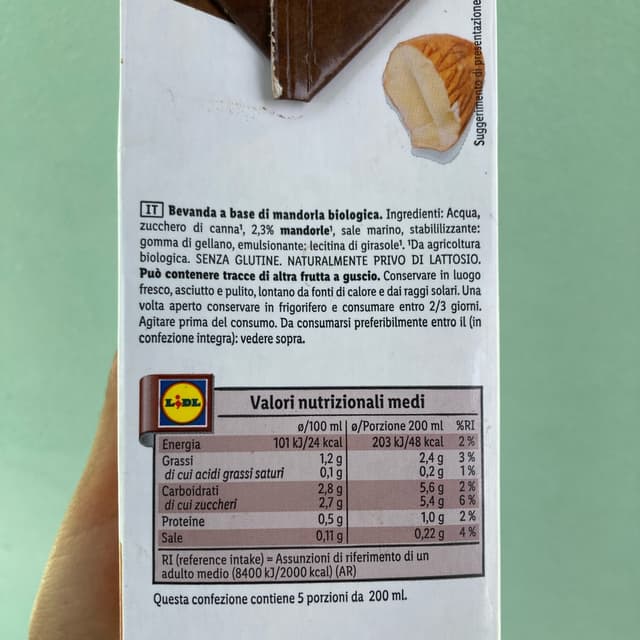 Suggerimento di presentazione
IT Bevanda a base di mandorla biologica. Ingredienti: Acqua,
zucchero di canna¹, 2,3% mandorle¹, sale marino, stabililizzante:
gomma di gellano, emulsionante: lecitina di girasole¹. ¹Da agricoltura
biologica. SENZA GLUTINE. NATURALMENTE PRIVO DI LATTOSIO.
Può contenere tracce di altra frutta a guscio. Conservare in luogo
fresco, asciutto e pulito, lontano da fonti di calore e dai raggi solari. Una
volta aperto conservare in frigorifero e consumare entro 2/3 giorni.
Agitare prima del consumo. Da consumarsi preferibilmente entro il (in
confezione integra): vedere sopra.
LIDL
Valori nutrizionali medi
ø/100 ml ø/Porzione 200 ml %RI
Energia 101 kJ/24 kcal 203 kJ/48 kcal 2%
Grassi 1,2 g 2,4 g 3%
di cui acidi grassi saturi 0,1 g 0,2 g 1%
Carboidrati 2,8 g 5,6 g 2%
di cui zuccheri 2,7 g 5,4 g 6%
Proteine 0,5 g 1,0 g 2%
Sale 0,11 g 0,22 g 4%
RI (reference intake) = Assunzioni di riferimento di un
adulto medio (8400 kJ/2000 kcal) (AR)
Questa confezione contiene 5 porzioni da 200 ml.